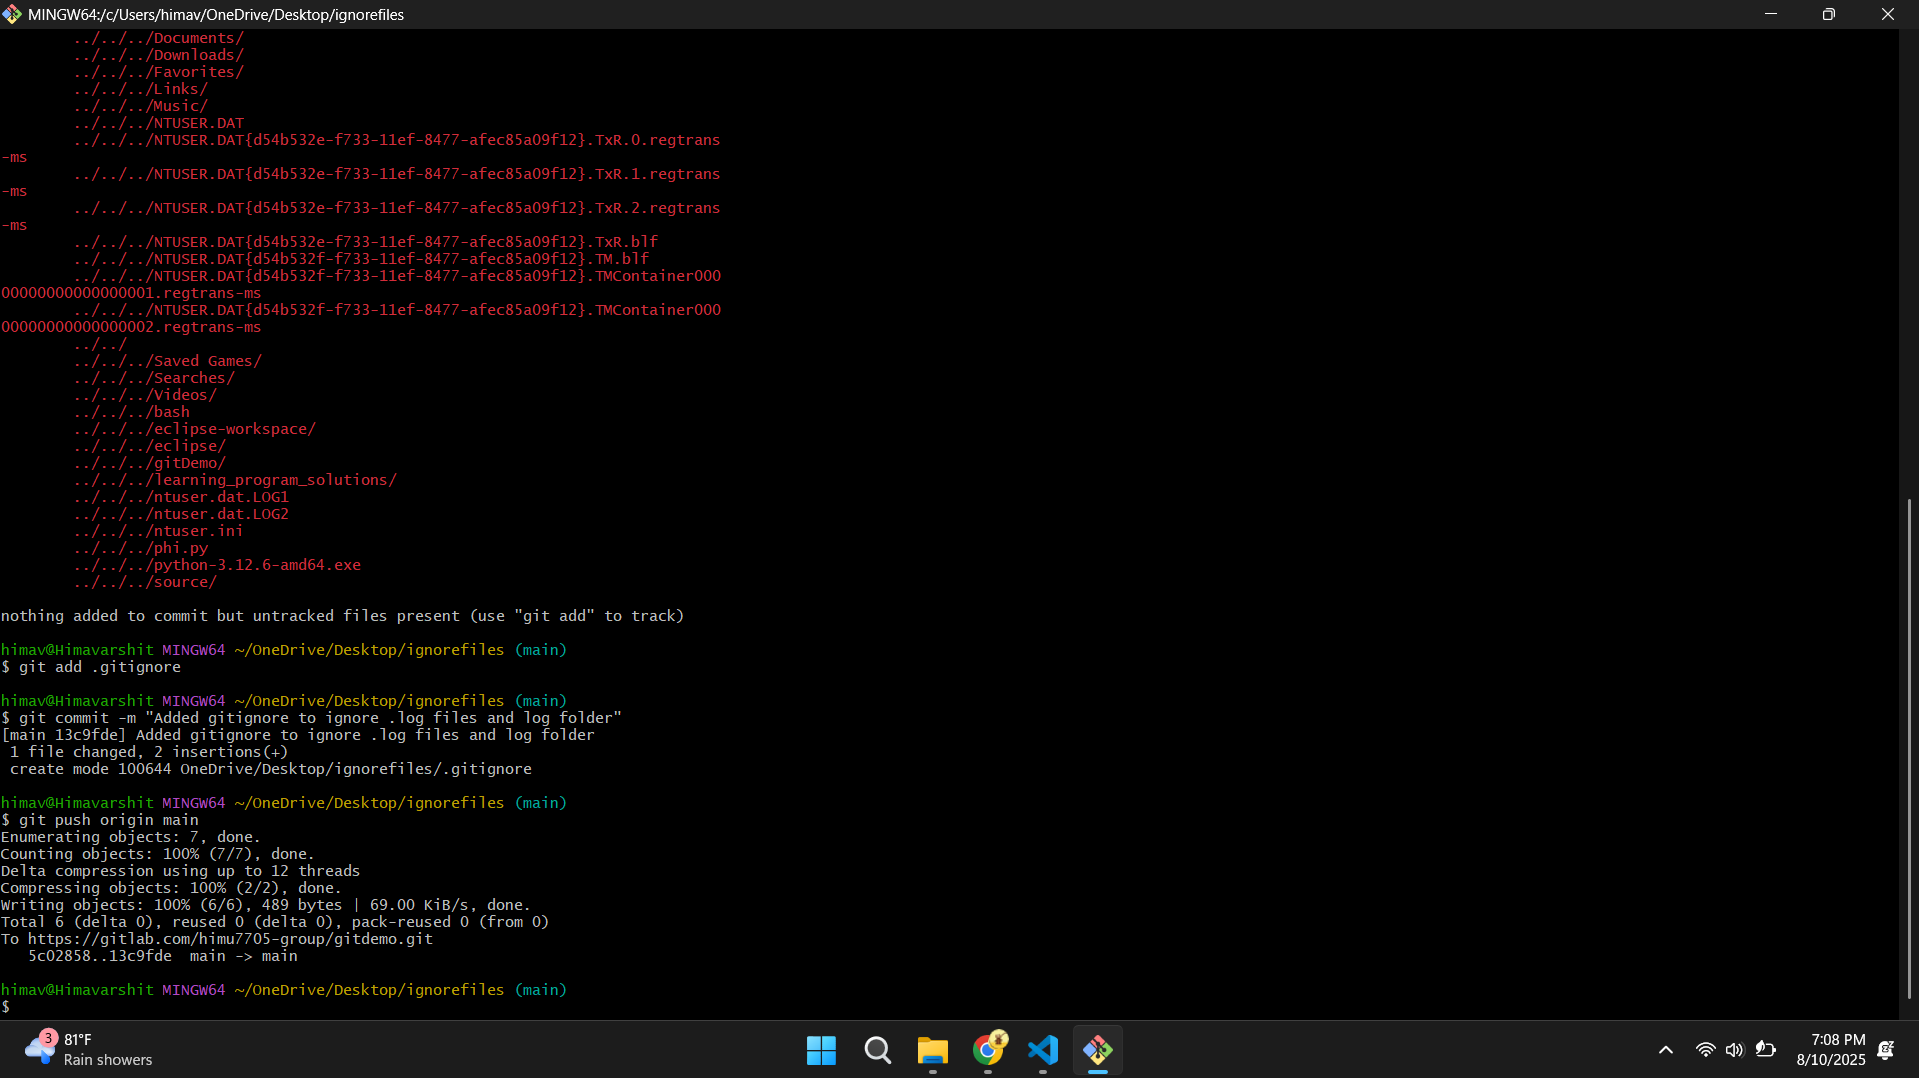 MINGW64:/c/Users/himav/OneDrive/Desktop/ignorefiles
../../../Documents/
../../../Downloads/
../../../Favorites/
../../../Links/
../../../Music/
../../../NTUSER.DAT
../../../NTUSER.DAT{d54b532e-f733-11ef-8477-afec85a09f12}.TxR.0.regtrans
-ms
../../../NTUSER.DAT{d54b532e-f733-11ef-8477-afec85a09f12}.TxR.1.regtrans
-ms
../../../NTUSER.DAT{d54b532e-f733-11ef-8477-afec85a09f12}.TxR.2.regtrans
-ms
../../../NTUSER.DAT{d54b532e-f733-11ef-8477-afec85a09f12}.TxR.blf
../../../NTUSER.DAT{d54b532f-f733-11ef-8477-afec85a09f12}.TM.blf
../../../NTUSER.DAT{d54b532f-f733-11ef-8477-afec85a09f12}.TMContainer000
00000000000000001.regtrans-ms
../../../NTUSER.DAT{d54b532f-f733-11ef-8477-afec85a09f12}.TMContainer000
00000000000000002.regtrans-ms
../../
../../../Saved Games/
../../../Searches/
../../../Videos/
../../../bash
../../../eclipse-workspace/
../../../eclipse/
../../../gitDemo/
../../../learning_program_solutions/
../../../ntuser.dat.LOG1
../../../ntuser.dat.LOG2
../../../ntuser.ini
../../../phi.py
../../../python-3.12.6-amd64.exe
../../../source/
nothing added to commit but untracked files present (use "git add" to track)
himav@Himavarshit MINGW64 ~/OneDrive/Desktop/ignorefiles (main)
$ git add .gitignore
himav@Himavarshit MINGW64 ~/OneDrive/Desktop/ignorefiles (main)
$ git commit -m "Added gitignore to ignore .log files and log folder"
[main 13c9fde] Added gitignore to ignore .log files and log folder
1 file changed, 2 insertions(+)
create mode 100644 OneDrive/Desktop/ignorefiles/.gitignore
himav@Himavarshit MINGW64 ~/OneDrive/Desktop/ignorefiles (main)
$ git push origin main
Enumerating objects: 7, done.
Counting objects: 100% (7/7), done.
Delta compression using up to 12 threads
Compressing objects: 100% (2/2), done.
Writing objects: 100% (6/6), 489 bytes | 69.00 KiB/s, done.
Total 6 (delta 0), reused 0 (delta 0), pack-reused 0 (from 0)
To https://gitlab.com/himu7705-group/gitdemo.git
5c02858..13c9fde  main -> main
himav@Himavarshit MINGW64 ~/OneDrive/Desktop/ignorefiles (main)
$
3
81°F
Rain showers
7:08 PM
8/10/2025